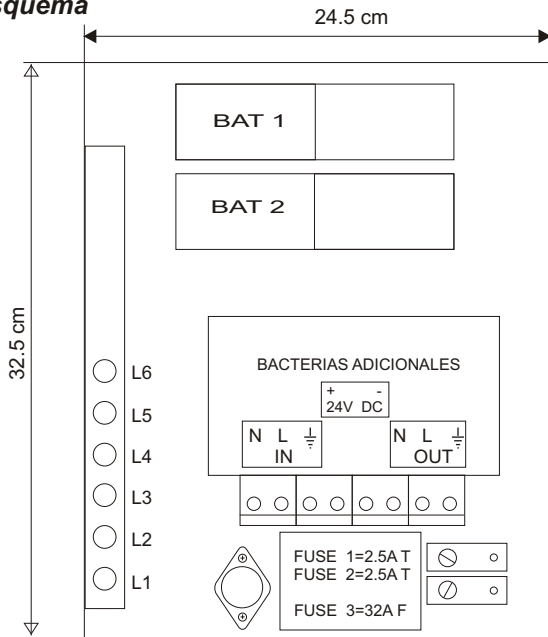 squema
24.5 cm
32.5 cm
BAT 1
BAT 2
BACTERIAS ADICIONALES
+ -
24V DC
N L
IN
N L
OUT
L6
L5
L4
L3
L2
L1
FUSE 1=2.5A T
FUSE 2=2.5A T
FUSE 3=32A F